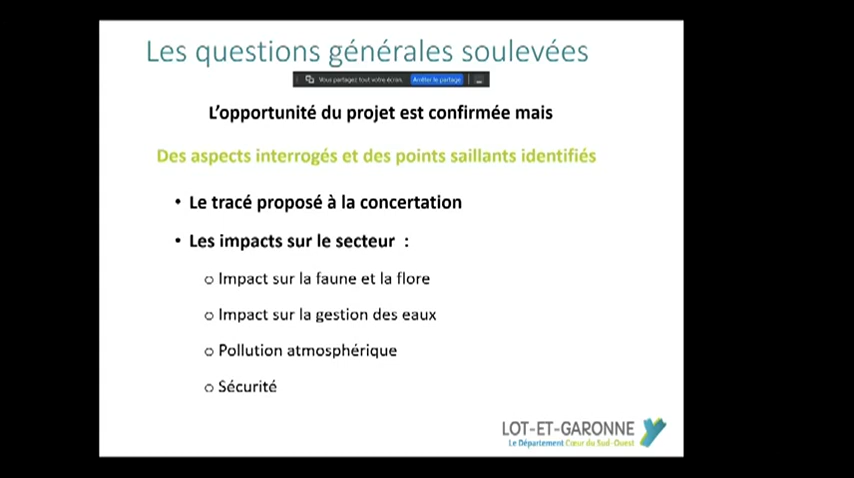 Les questions générales soulevées
Vous partagez tout votre écran. Arrêter le partage
L'opportunité du projet est confirmée mais
Des aspects interrogés et des points saillants identifiés
• Le tracé proposé à la concertation
• Les impacts sur le secteur :
o Impact sur la faune et la flore
o Impact sur la gestion des eaux
o Pollution atmosphérique
o Sécurité
LOT-ET-GARONNE
Le Département Cœur du Sud-Ouest